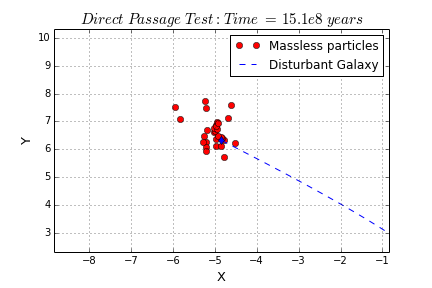 Direct Passage Test : Time = 15.1e8 years
Massless particles
Disturbant Galaxy
Y
10
9
8
7
6
5
4
3
−8 −7 −6 −5 −4 −3 −2 −1
X